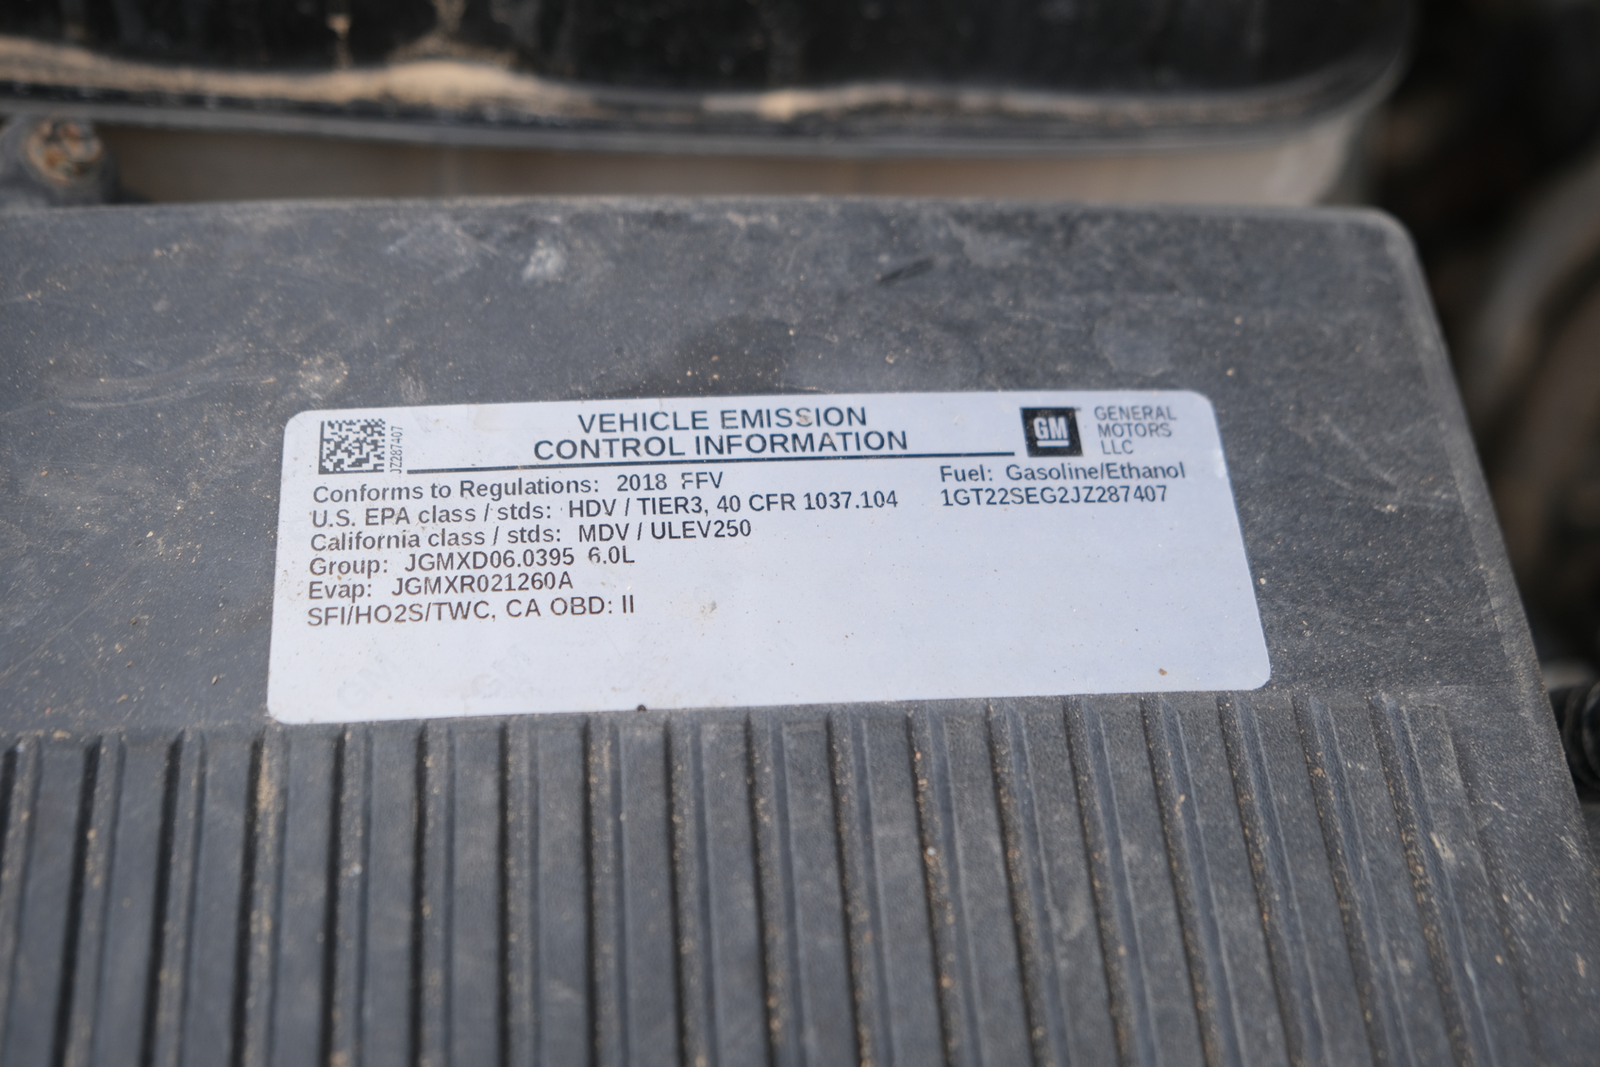 VEHICLE EMISSION
CONTROL INFORMATION
JZ287407
GM
GENERAL
MOTORS
LLC
Conforms to Regulations: 2018 FFV
Fuel: Gasoline/Ethanol
U.S. EPA class / stds: HDV / TIER3, 40 CFR 1037.104
1GT22SEG2JZ287407
California class / stds: MDV / ULEV250
Group: JGMXD06.0395 6.0L
Evap: JGMXR021260A
SFI/HO2S/TWC, CA OBD: II